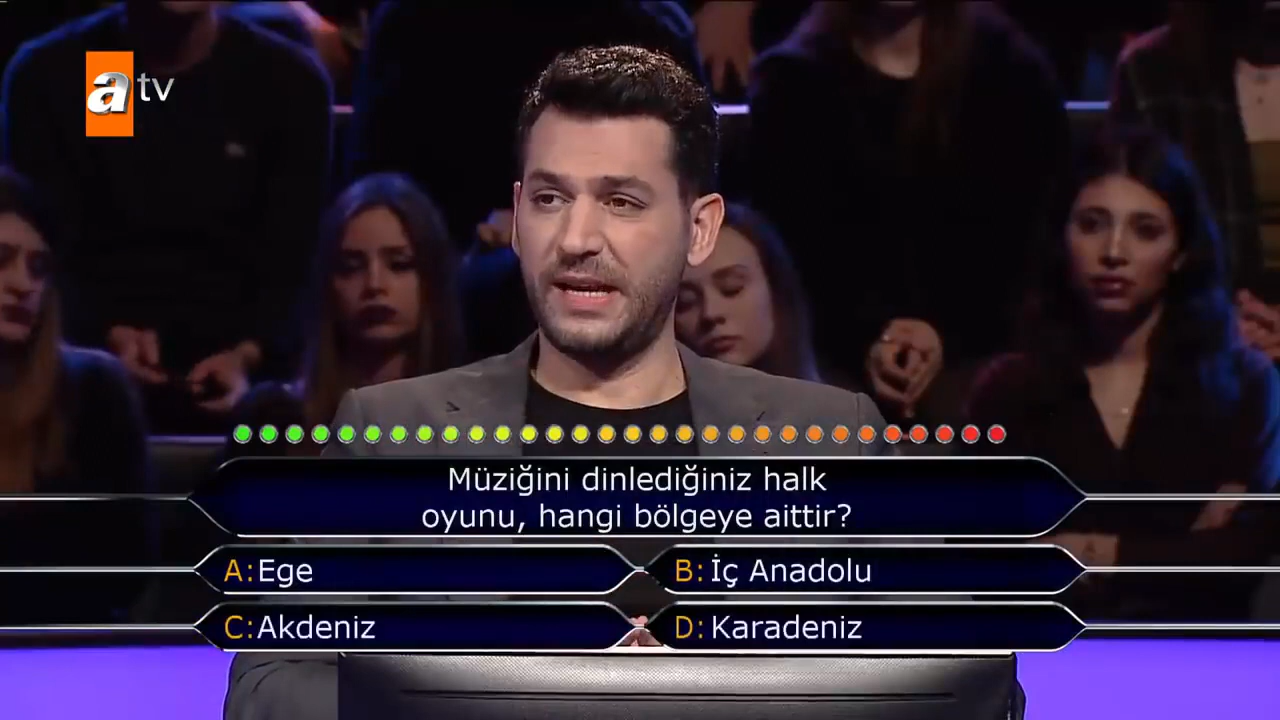 atv
Müziğini dinlediğiniz halk
oyunu, hangi bölgeye aittir?
A: Ege
B: İç Anadolu
C: Akdeniz
D: Karadeniz